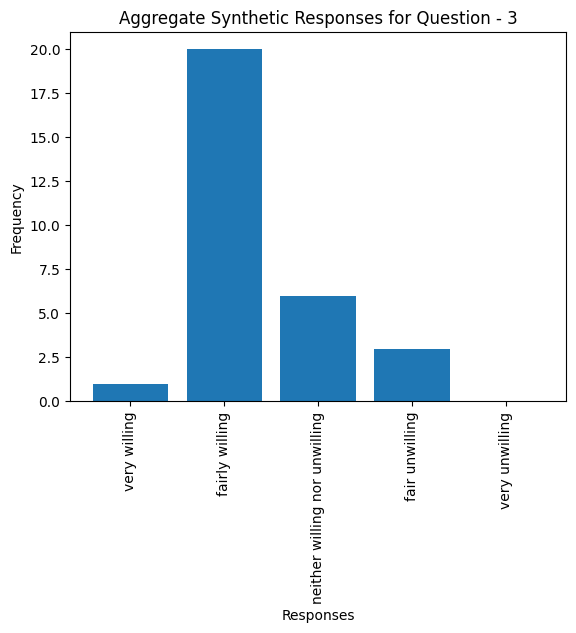 Aggregate Synthetic Responses for Question - 3
20.0
17.5
15.0
12.5
10.0
7.5
5.0
2.5
0.0
Frequency
very willing
fairly willing
neither willing nor unwilling
fair unwilling
very unwilling
Responses